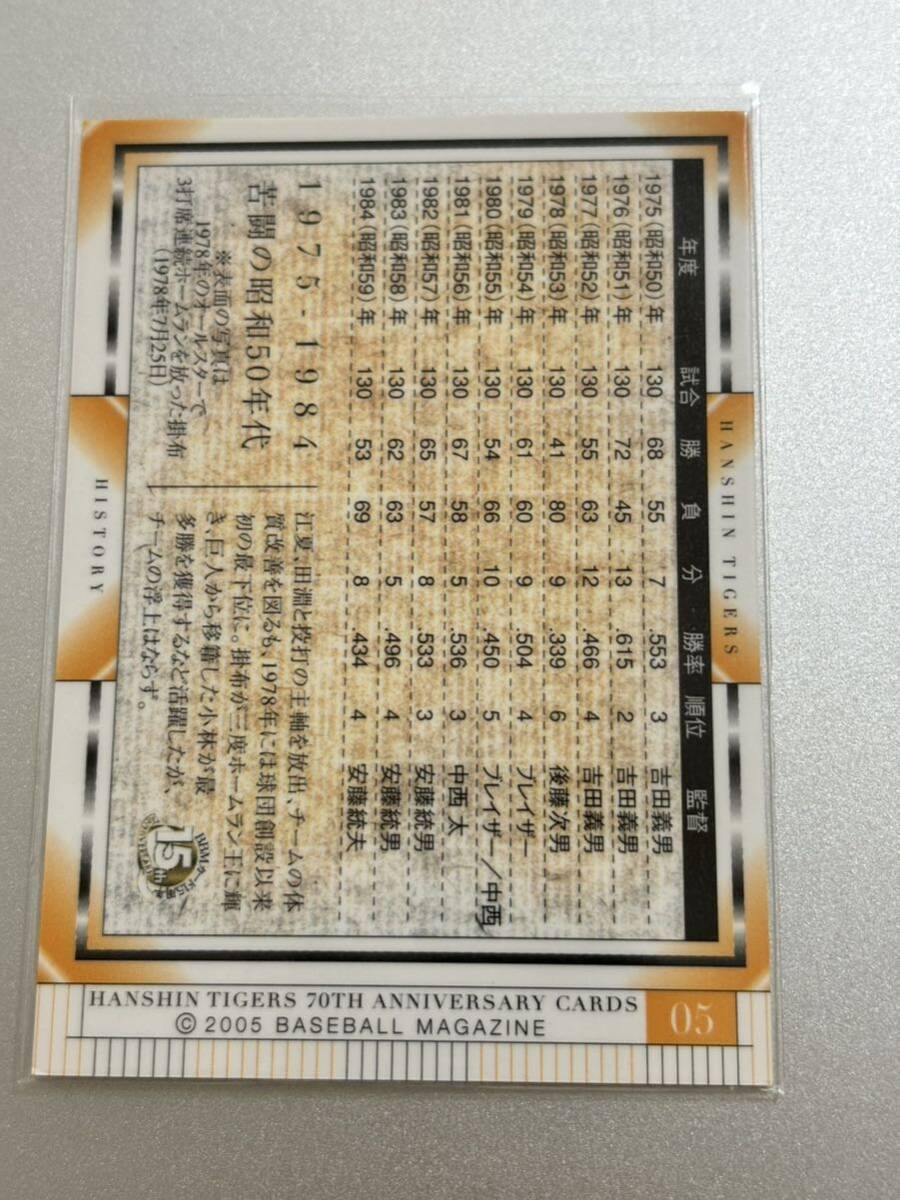 HANSHIN TIGERS
年度 試合 勝 負 分 勝率 順位 監督
1975(昭和50)年 130 68 55 7 .553 3 吉田義男
1976(昭和51)年 130 72 45 13 .615 2 吉田義男
1977(昭和52)年 130 55 63 12 .466 4 吉田義男
1978(昭和53)年 130 41 80 9 .339 6 後藤次男
1979(昭和54)年 130 61 60 9 .504 4 ブレイザー
1980(昭和55)年 130 54 66 10 .450 5 ブレイザー/中西
1981(昭和56)年 130 67 58 5 .536 3 中西 太
1982(昭和57)年 130 65 57 8 .533 3 安藤統男
1983(昭和58)年 130 62 63 5 .496 4 安藤統男
1984(昭和59)年 130 53 69 8 .434 4 安藤統夫
1975-1984
苦闘の昭和50年代
※表面の写真は
1978年のオールスターで
3打席連続ホームランを放った掛布
(1978年7月25日)
江夏、田淵と投打の主軸を放出、チームの体
質改善を図るも、1978年には球団創設以来
初の最下位に。掛布が三度ホームラン王に輝
き、巨人から移籍した小林が最
多勝を獲得するなど活躍したが、
チームの浮上はならず。
15
HISTORY
HANSHIN TIGERS 70TH ANNIVERSARY CARDS
© 2005 BASEBALL MAGAZINE
05